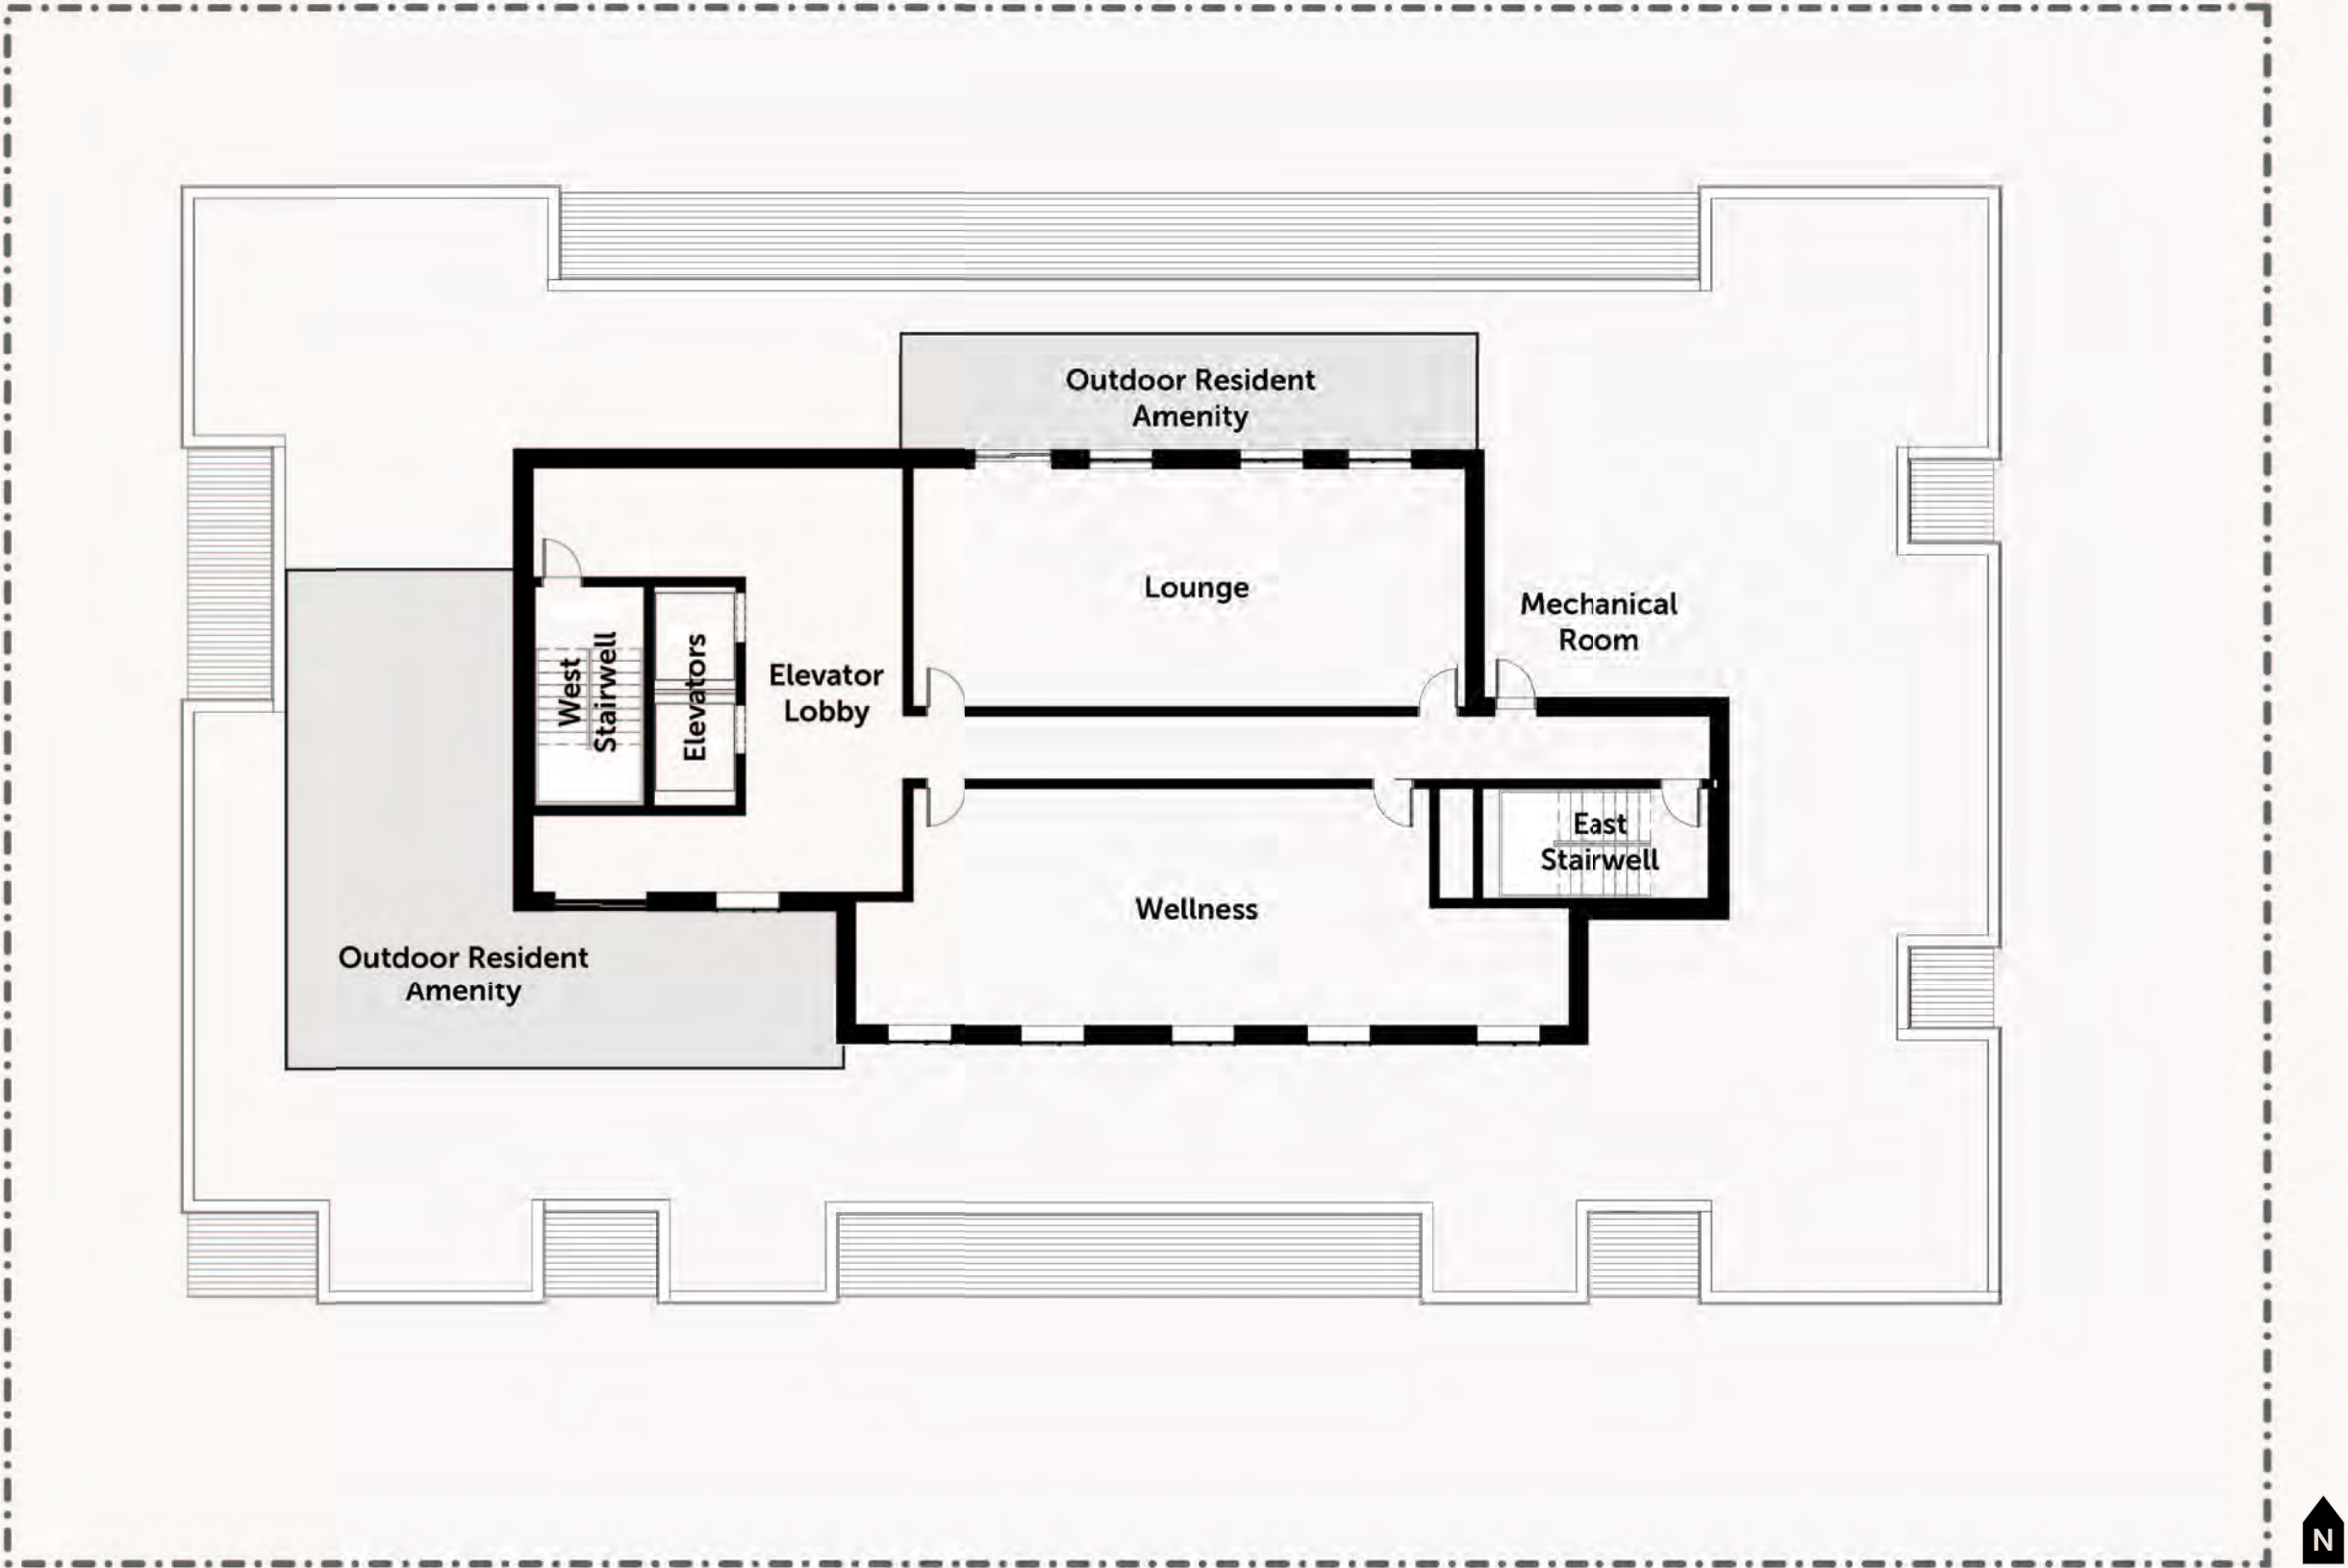 Outdoor Resident
Amenity
Lounge
Mechanical
Room
West
Stairwell
Elevators
Elevator
Lobby
East
Stairwell
Wellness
Outdoor Resident
Amenity
N